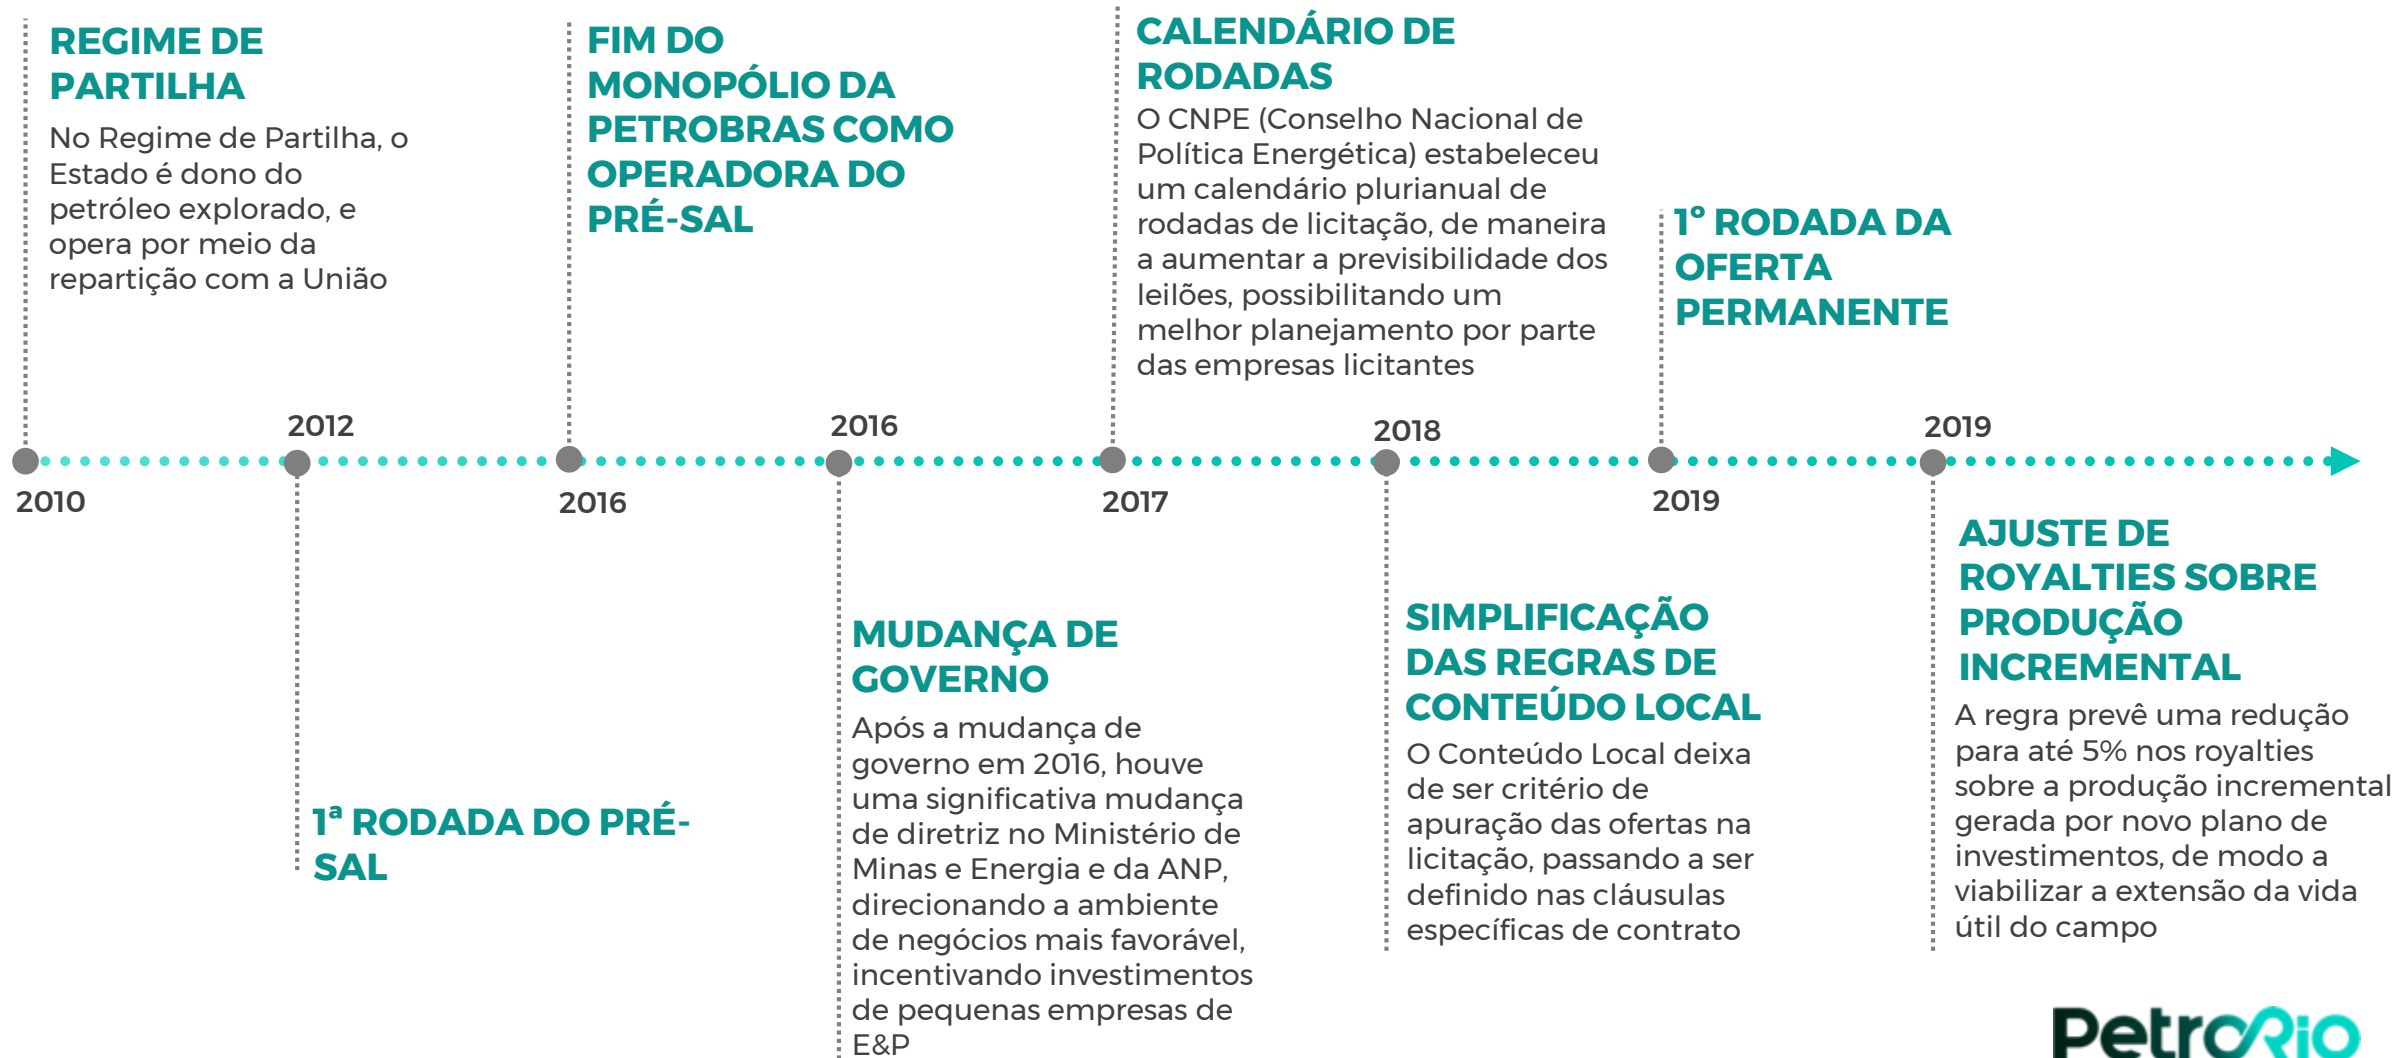 REGIME DE
PARTILHA
No Regime de Partilha, o
Estado é dono do
petróleo explorado, e
opera por meio da
repartição com a União
2010
2012
1ª RODADA DO PRÉ-
SAL
FIM DO
MONOPÓLIO DA
PETROBRAS COMO
OPERADORA DO
PRÉ-SAL
2016
2016
MUDANÇA DE
GOVERNO
Após a mudança de
governo em 2016, houve
uma significativa mudança
de diretriz no Ministério de
Minas e Energia e da ANP,
direcionando a ambiente
de negócios mais favorável,
incentivando investimentos
de pequenas empresas de
E&P
CALENDÁRIO DE
RODADAS
O CNPE (Conselho Nacional de
Política Energética) estabeleceu
um calendário plurianual de
rodadas de licitação, de maneira
a aumentar a previsibilidade dos
leilões, possibilitando um
melhor planejamento por parte
das empresas licitantes
2017
2018
SIMPLIFICAÇÃO
DAS REGRAS DE
CONTEÚDO LOCAL
O Conteúdo Local deixa
de ser critério de
apuração das ofertas na
licitação, passando a ser
definido nas cláusulas
específicas de contrato
1º RODADA DA
OFERTA
PERMANENTE
2019
2019
AJUSTE DE
ROYALTIES SOBRE
PRODUÇÃO
INCREMENTAL
A regra prevê uma redução
para até 5% nos royalties
sobre a produção incremental
gerada por novo plano de
investimentos, de modo a
viabilizar a extensão da vida
útil do campo
PetroRio